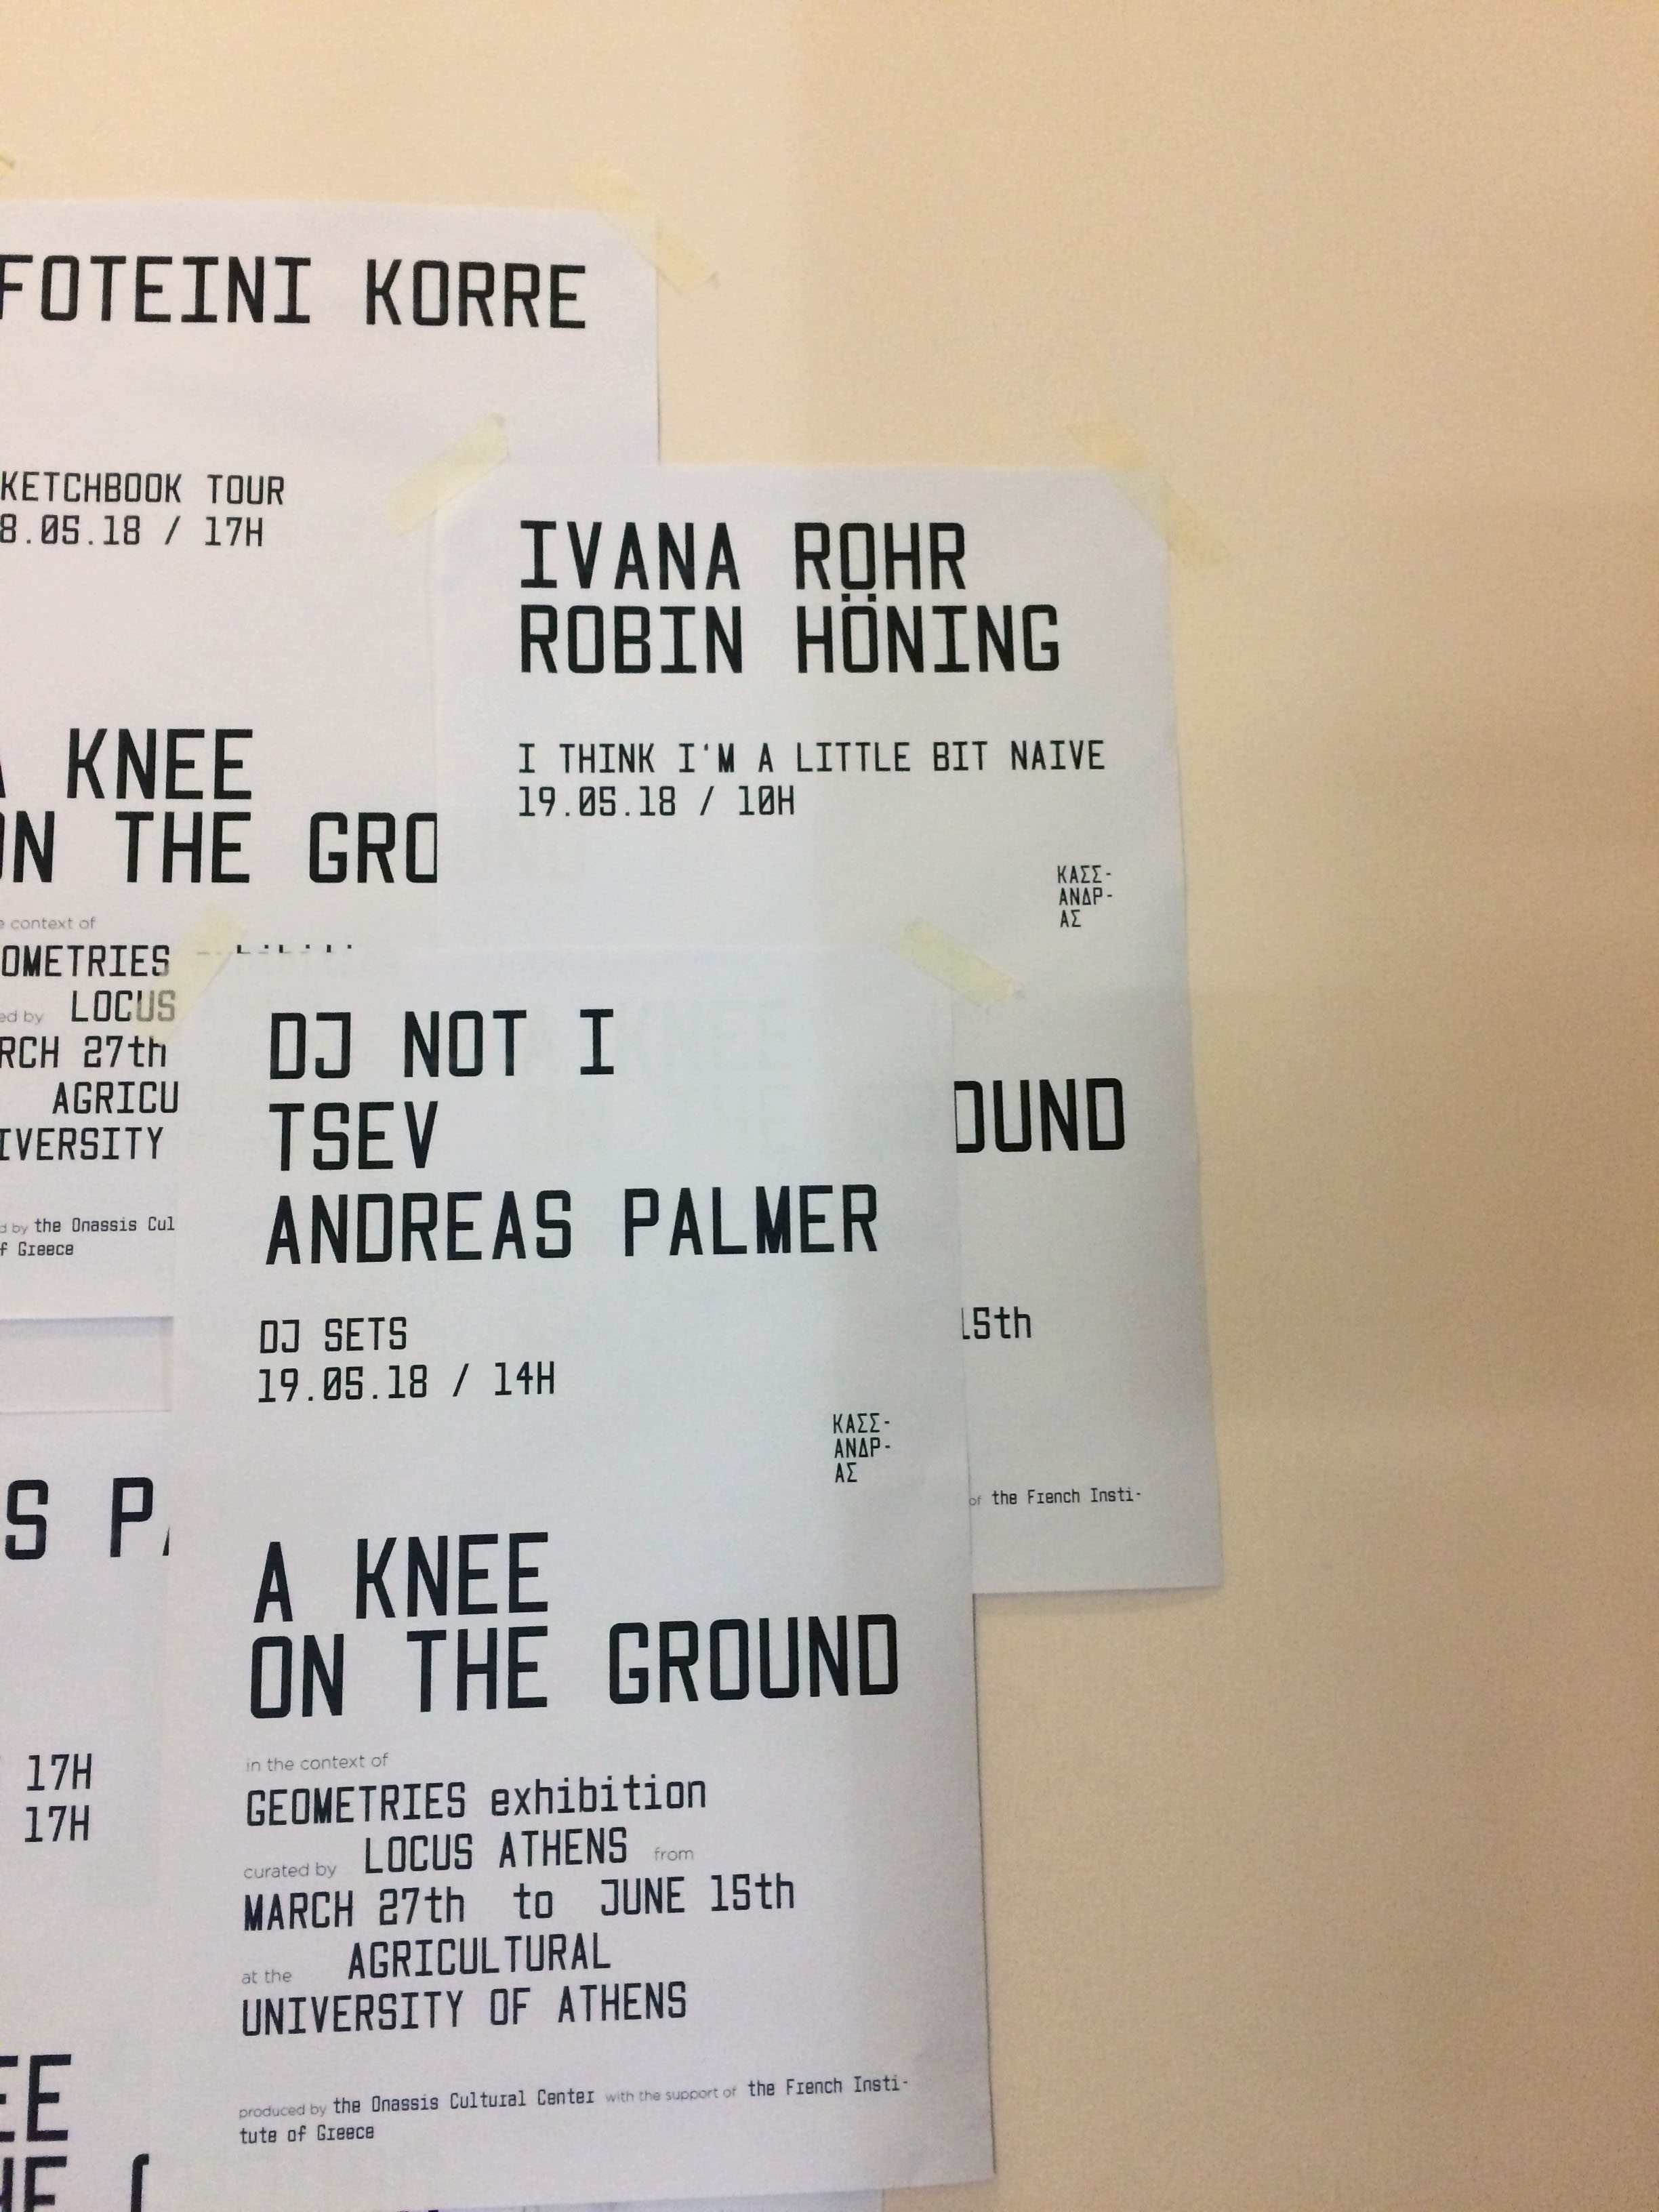 FOTEINI KORRE
KETCHBOOK TOUR
8.05.18 / 17H
KNEE
ON THE GRO
context of
OMETRIES
ed by LOCUS
RCH 27th
AGRICU
IVERSITY
d by the Onassis Cul
f Greece
IVANA ROHR
ROBIN HÖNING
I THINK I'M A LITTLE BIT NAIVE
19.05.18 / 10H
ΚΑΣΣ-
ΑΝΔΡ-
ΑΣ
OUND
15th
of the French Insti-
DJ NOT I
TSEV
ANDREAS PALMER
DJ SETS
19.05.18 / 14H
ΚΑΣΣ-
ΑΝΔΡ-
ΑΣ
A KNEE
ON THE GROUND
in the context of
GEOMETRIES exhibition
curated by LOCUS ATHENS from
MARCH 27th to JUNE 15th
at the AGRICULTURAL
UNIVERSITY OF ATHENS
produced by the Onassis Cultural Center with the support of the French Insti-
tute of Greece
S PA
17H
17H
EE
HE